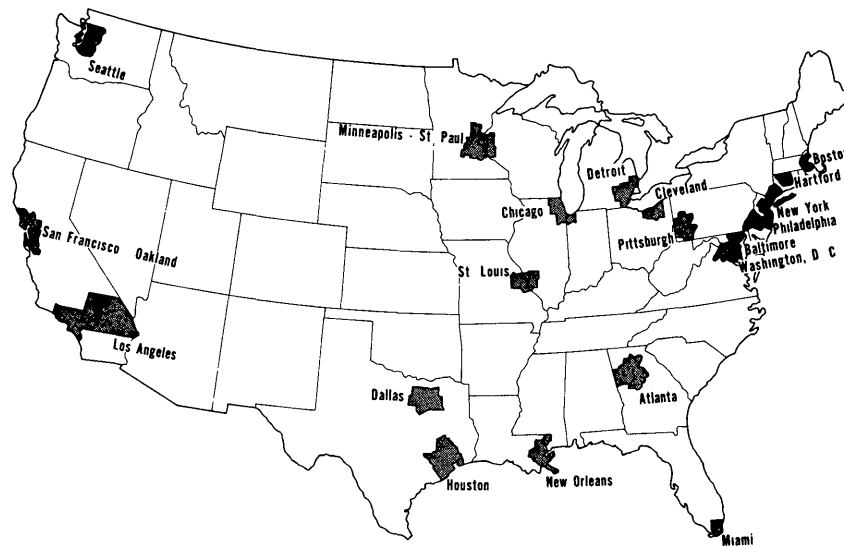 Seattle
Minneapolis - St Paul
Boston
Detroit
Hartford
Cleveland
Chicago
New York
San Francisco Oakland
Philadelphia
Pittsburgh
Baltimore
St Louis
Washington, D C
Los Angeles
Dallas
Atlanta
Houston
New Orleans
Miami